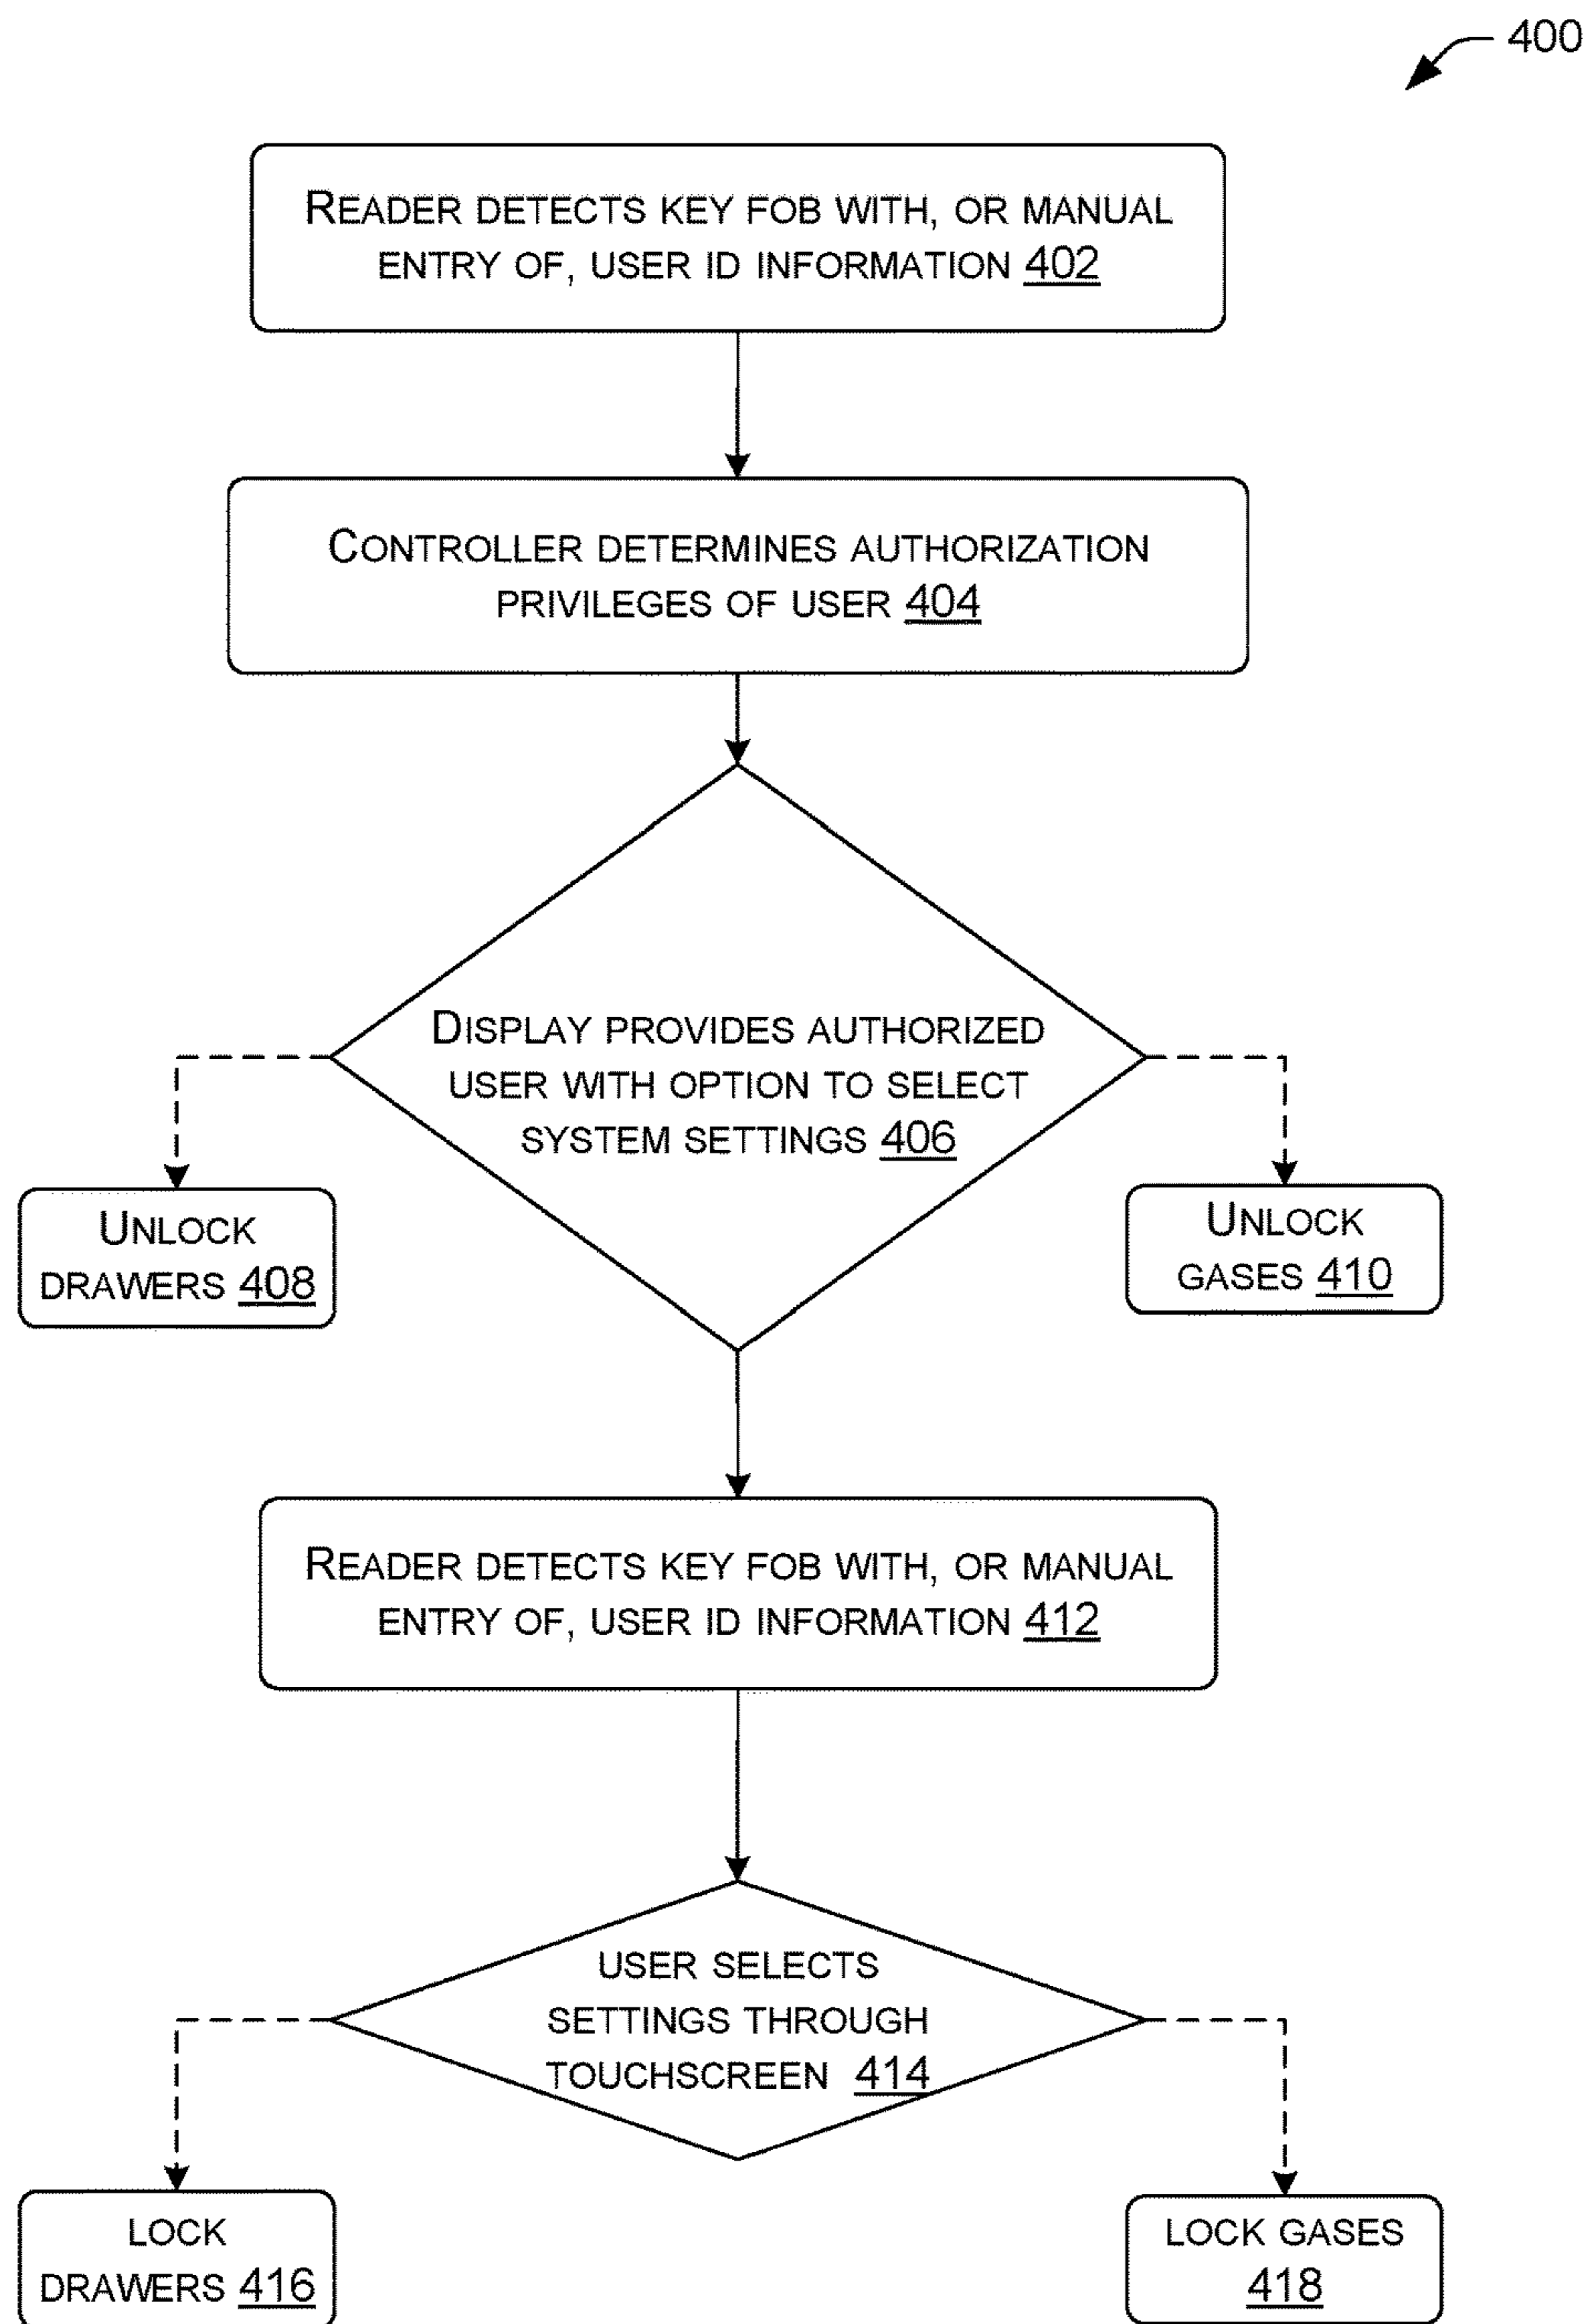 400
READER DETECTS KEY FOB WITH, OR MANUAL
ENTRY OF, USER ID INFORMATION 402
CONTROLLER DETERMINES AUTHORIZATION
PRIVILEGES OF USER 404
DISPLAY PROVIDES AUTHORIZED
USER WITH OPTION TO SELECT
SYSTEM SETTINGS 406
UNLOCK
DRAWERS 408
UNLOCK
GASES 410
READER DETECTS KEY FOB WITH, OR MANUAL
ENTRY OF, USER ID INFORMATION 412
USER SELECTS
SETTINGS THROUGH
TOUCHSCREEN 414
LOCK
DRAWERS 416
LOCK GASES
418